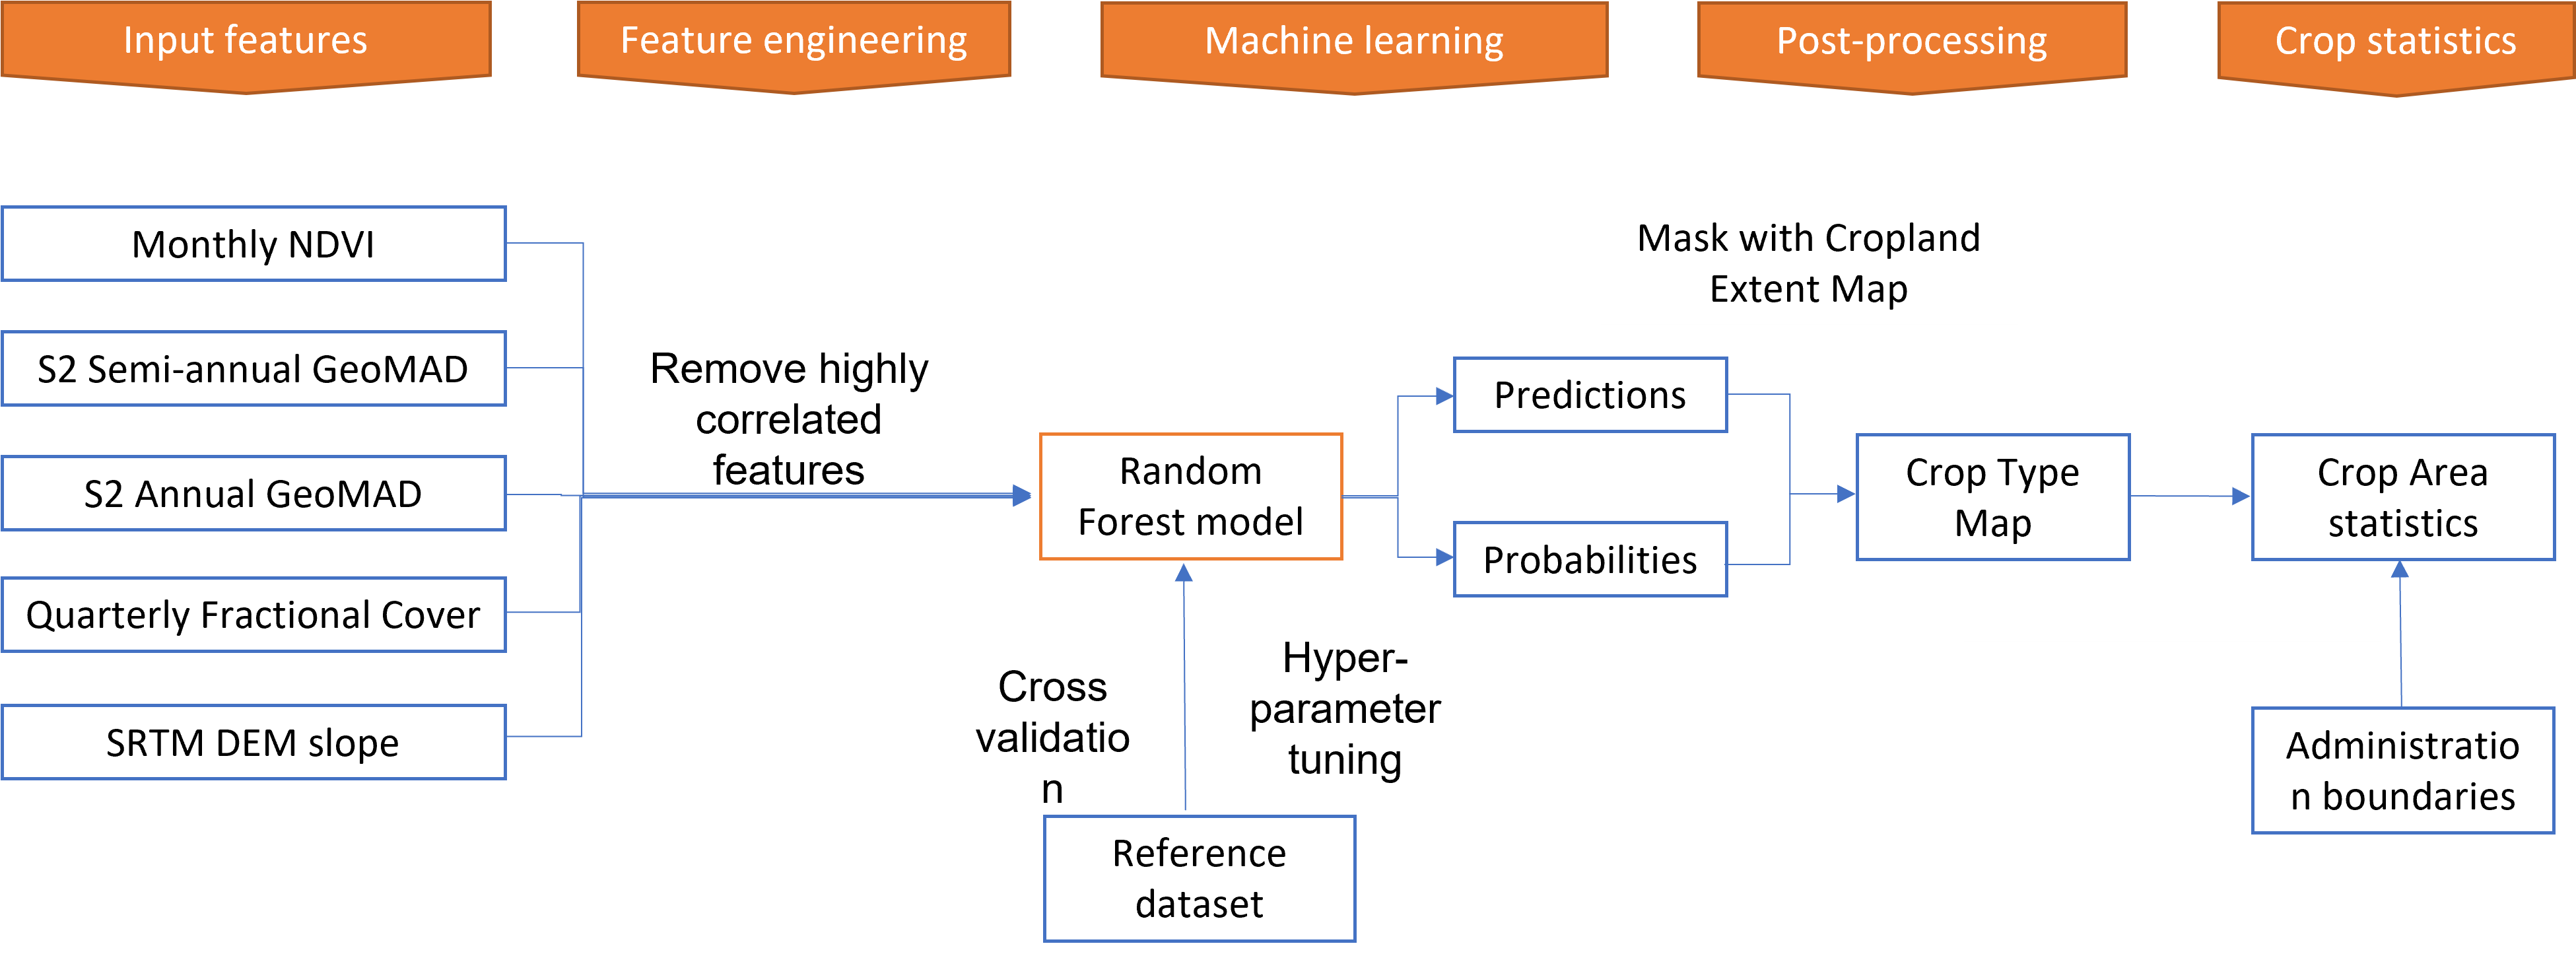 Input features
Feature engineering
Machine learning
Post-processing
Crop statistics
Monthly NDVI
S2 Semi-annual GeoMAD
S2 Annual GeoMAD
Quarterly Fractional Cover
SRTM DEM slope
Remove highly
correlated
features
Random
Forest model
Cross
validatio
n
Hyper-
parameter
tuning
Reference
dataset
Mask with Cropland
Extent Map
Predictions
Probabilities
Crop Type
Map
Crop Area
statistics
Administratio
n boundaries